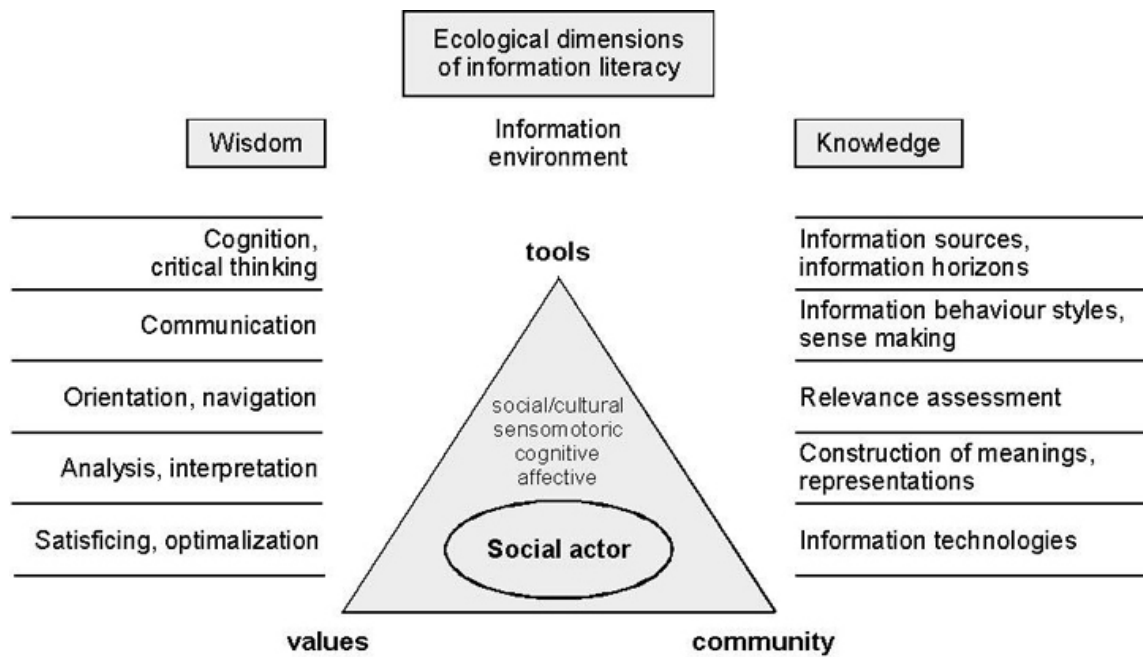 Ecological dimensions
of information literacy
Wisdom
Information
environment
Knowledge
Cognition,
critical thinking
Communication
Orientation, navigation
Analysis, interpretation
Satisficing, optimalization
tools
social/cultural
sensomotoric
cognitive
affective
Social actor
values
community
Information sources,
information horizons
Information behaviour styles,
sense making
Relevance assessment
Construction of meanings,
representations
Information technologies